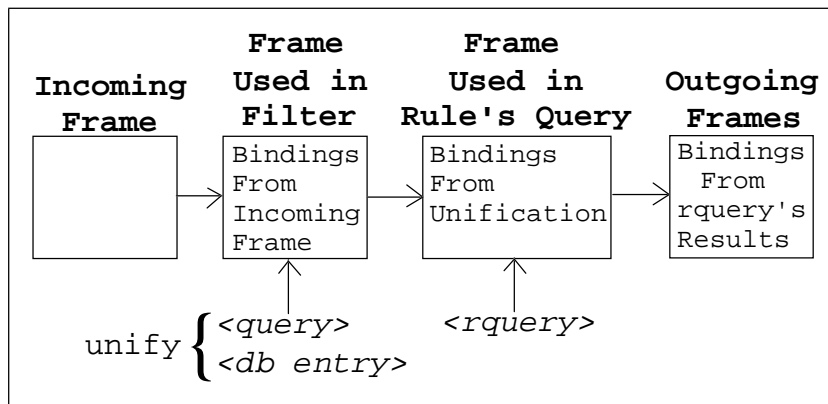 Incoming
Frame
Frame
Used in
Filter
Bindings
From
Incoming
Frame
Frame
Used in
Rule's Query
Bindings
From
Unification
Outgoing
Frames
Bindings
From
rquery's
Results
unify { <query>
<db entry>
<rquery>